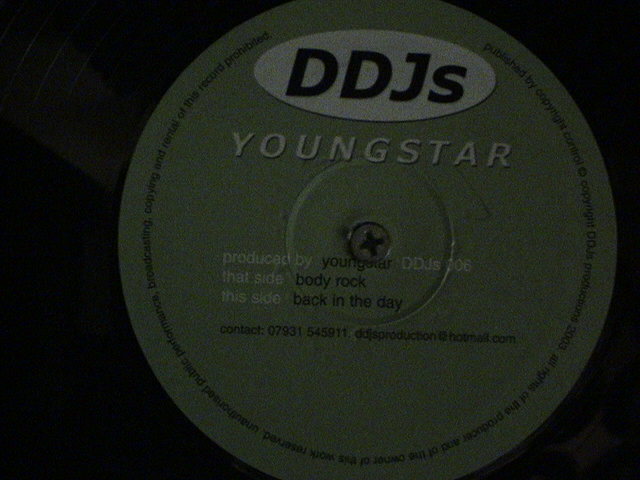 DDJs
YOUNGSTAR
produced by youngstar DDJs 006
that side body rock
this side back in the day
contact: 07931 545911 ddjsproduction@hotmail.com
published by copyright control © copyright DDJs productions 2003. all rights of the producer and of the owner of this work reserved. unauthorised public performance, broadcasting, copying and rental of this record prohibited.